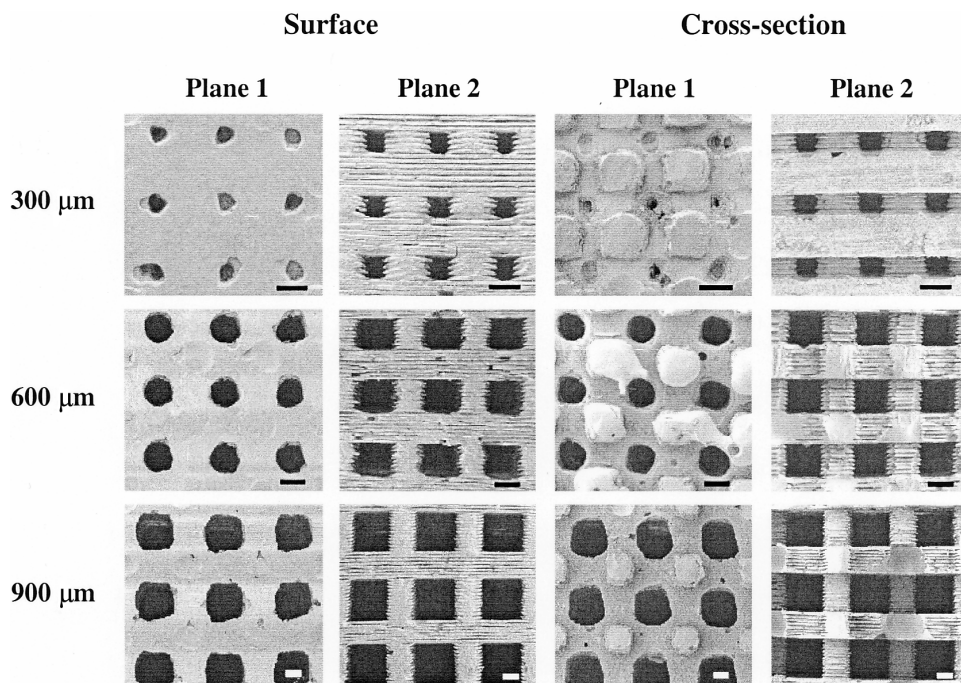 Surface Cross-section
Plane 1 Plane 2 Plane 1 Plane 2
300 μm
600 μm
900 μm